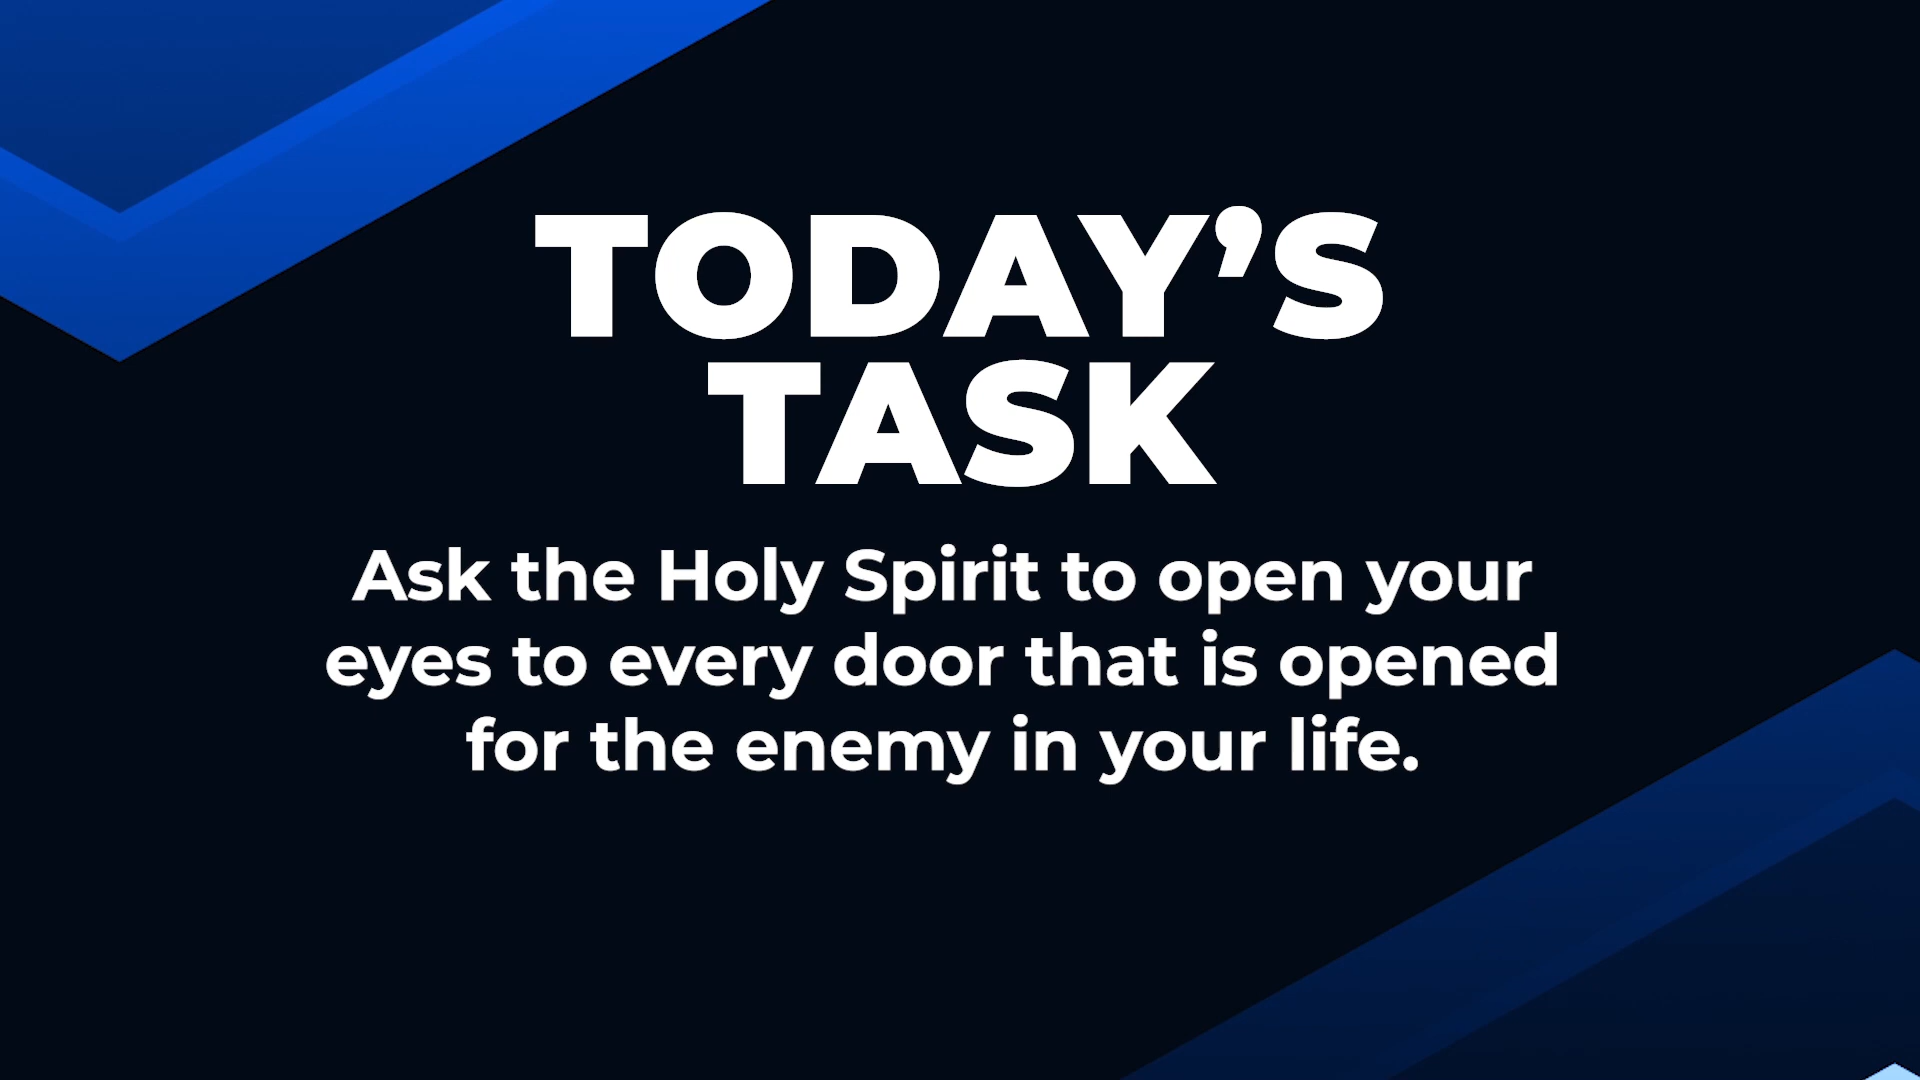 TODAY’S
TASK
Ask the Holy Spirit to open your
eyes to every door that is opened
for the enemy in your life.